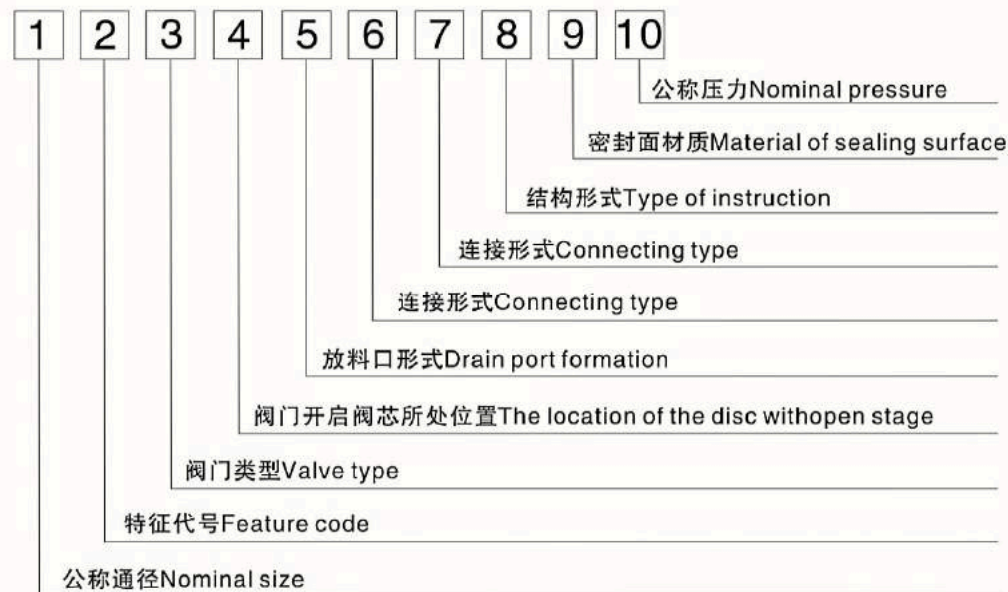 1 2 3 4 5 6 7 8 9 10
公称压力Nominal pressure
密封面材质Material of sealing surface
结构形式Type of instruction
连接形式Connecting type
连接形式Connecting type
放料口形式Drain port formation
阀门开启阀芯所处位置The location of the disc withopen stage
阀门类型Valve type
特征代号Feature code
公称通径Nominal size